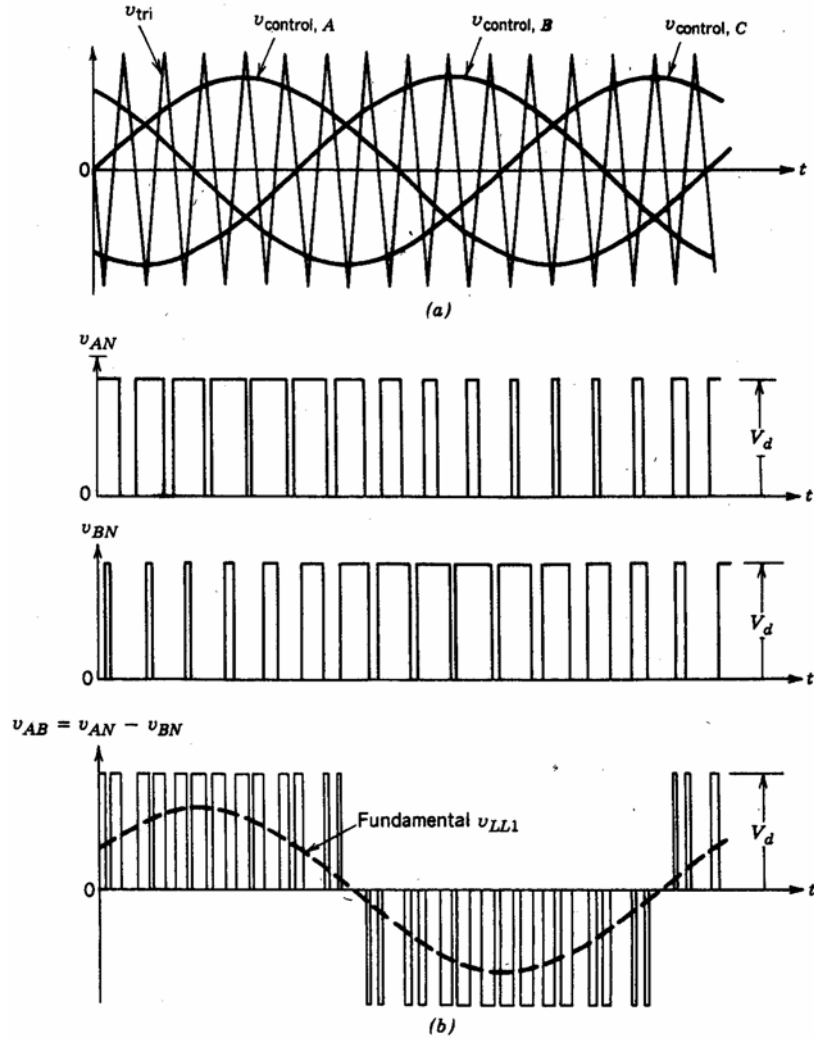 v_tri
v_control, A
v_control, B
v_control, C
0
t
(a)
v_AN
V_d
0
t
v_BN
V_d
0
t
v_AB = v_AN − v_BN
Fundamental v_LL1
V_d
0
t
(b)